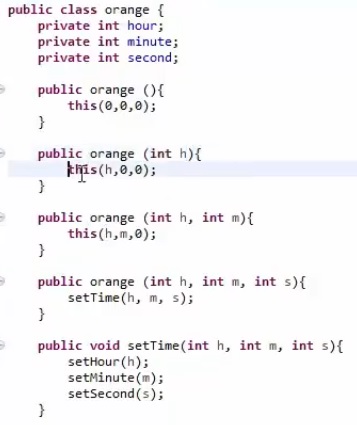 public class orange {
    private int hour;
    private int minute;
    private int second;

    public orange (){
        this(0,0,0);
    }

    public orange (int h){
        this(h,0,0);
    }

    public orange (int h, int m){
        this(h,m,0);
    }

    public orange (int h, int m, int s){
        setTime(h, m, s);
    }

    public void setTime(int h, int m, int s){
        setHour(h);
        setMinute(m);
        setSecond(s);
    }